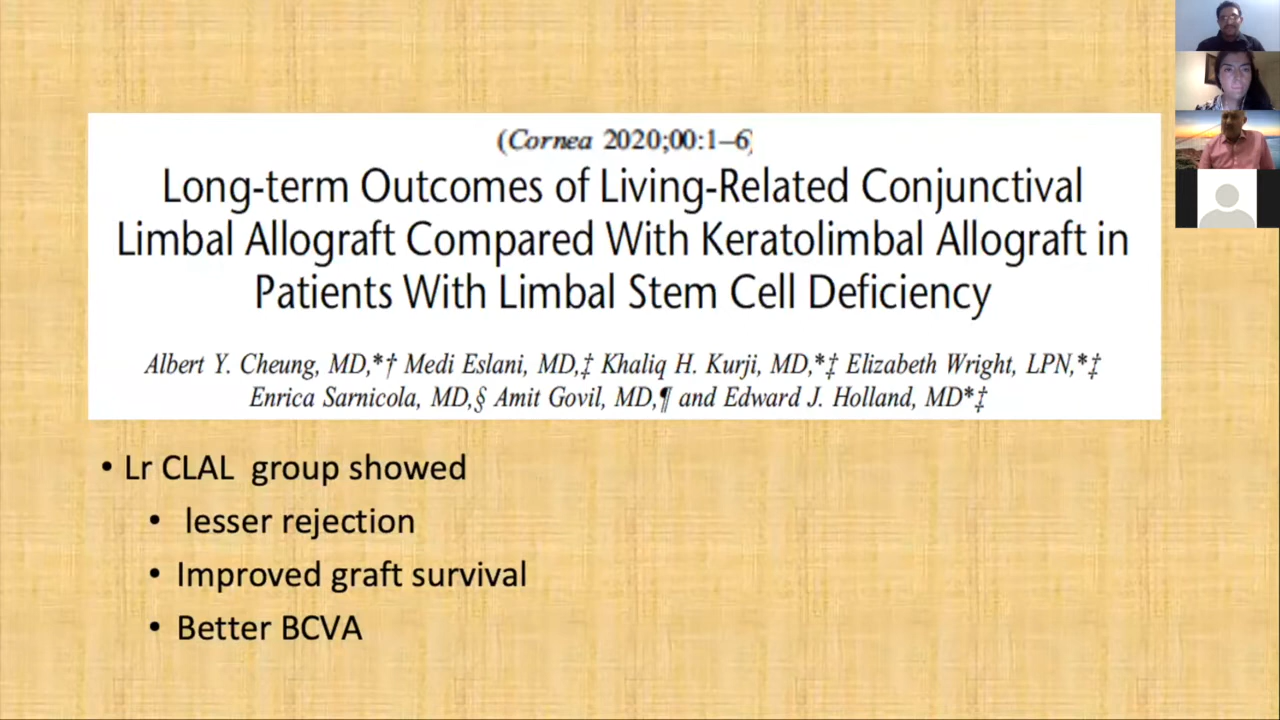 (Cornea 2020;00:1–6)
Long-term Outcomes of Living-Related Conjunctival
Limbal Allograft Compared With Keratolimbal Allograft in
Patients With Limbal Stem Cell Deficiency
Albert Y. Cheung, MD,*† Medi Eslani, MD,‡ Khaliq H. Kurji, MD,*‡ Elizabeth Wright, LPN,*‡
Enrica Sarnicola, MD,§ Amit Govil, MD,¶ and Edward J. Holland, MD*‡
• Lr CLAL group showed
• lesser rejection
• Improved graft survival
• Better BCVA